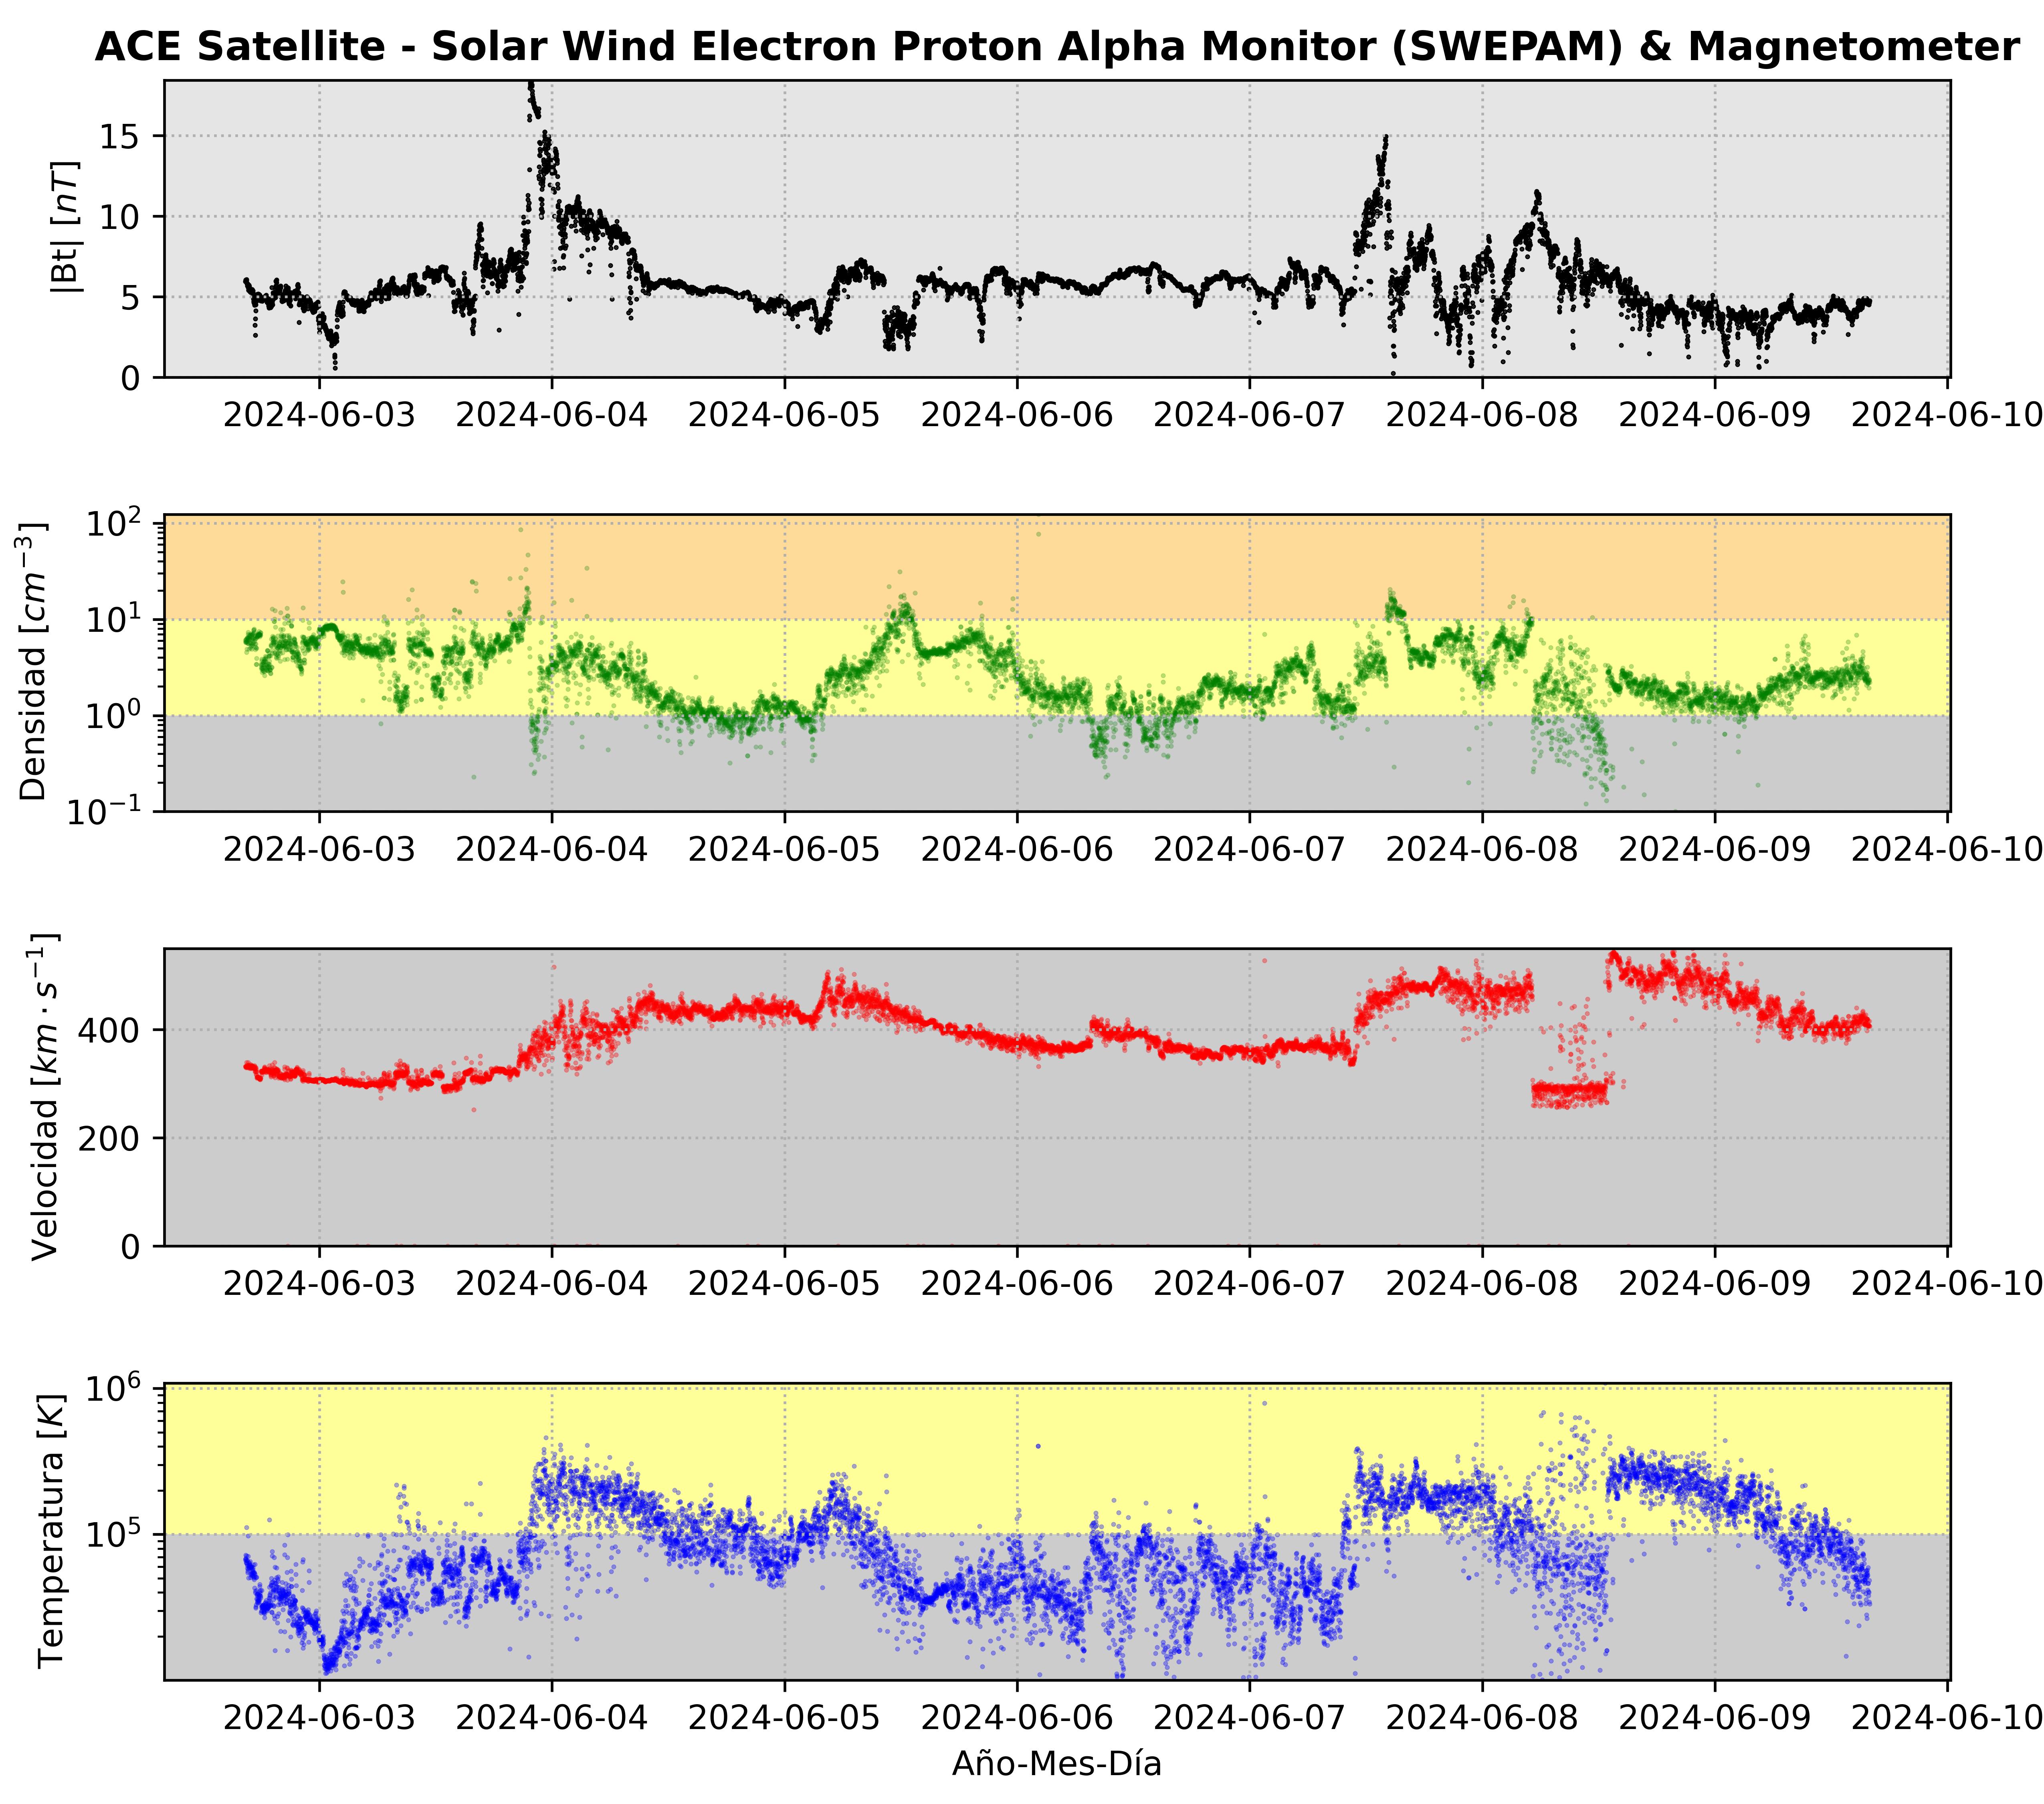 ACE Satellite - Solar Wind Electron Proton Alpha Monitor (SWEPAM) & Magnetometer
|Bt| [nT]
15
10
5
0
2024-06-03 2024-06-04 2024-06-05 2024-06-06 2024-06-07 2024-06-08 2024-06-09 2024-06-10
Densidad [cm⁻³]
10²
10¹
10⁰
10⁻¹
2024-06-03 2024-06-04 2024-06-05 2024-06-06 2024-06-07 2024-06-08 2024-06-09 2024-06-10
Velocidad [km · s⁻¹]
400
200
0
2024-06-03 2024-06-04 2024-06-05 2024-06-06 2024-06-07 2024-06-08 2024-06-09 2024-06-10
Temperatura [K]
10⁶
10⁵
2024-06-03 2024-06-04 2024-06-05 2024-06-06 2024-06-07 2024-06-08 2024-06-09 2024-06-10
Año-Mes-Día